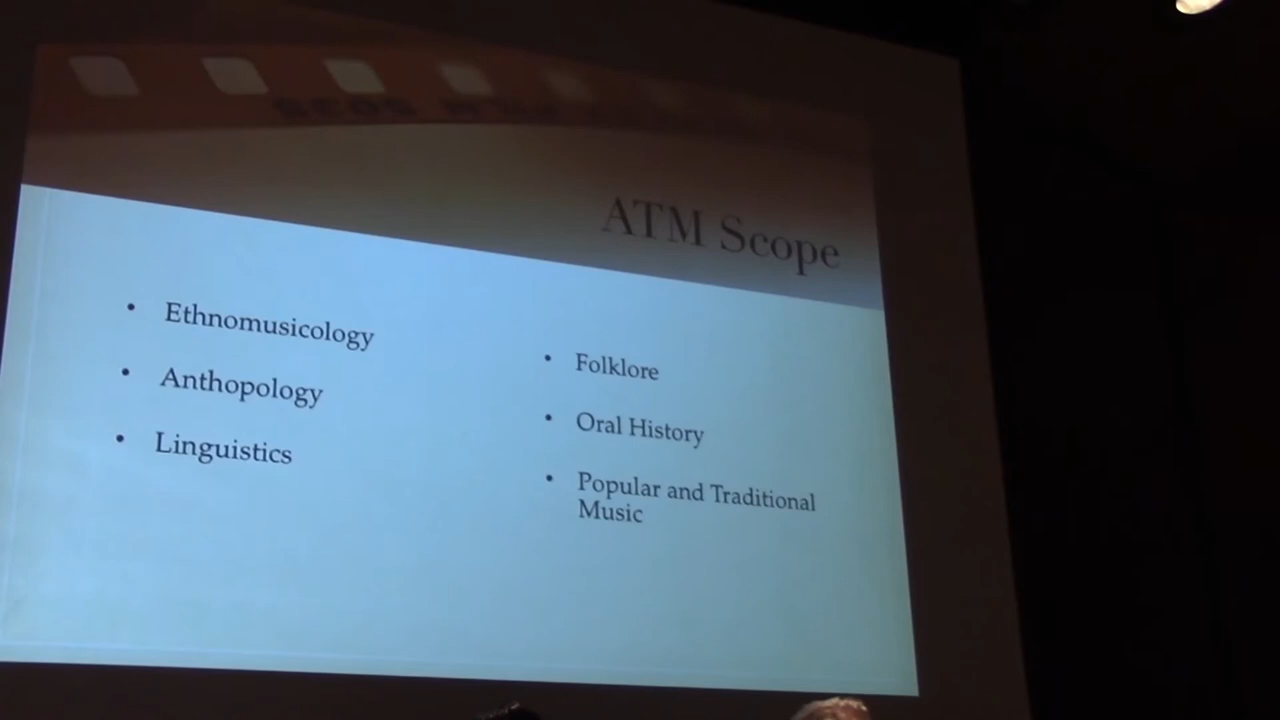 ATM Scope
Ethnomusicology
Anthopology
Linguistics
Folklore
Oral History
Popular and Traditional
Music